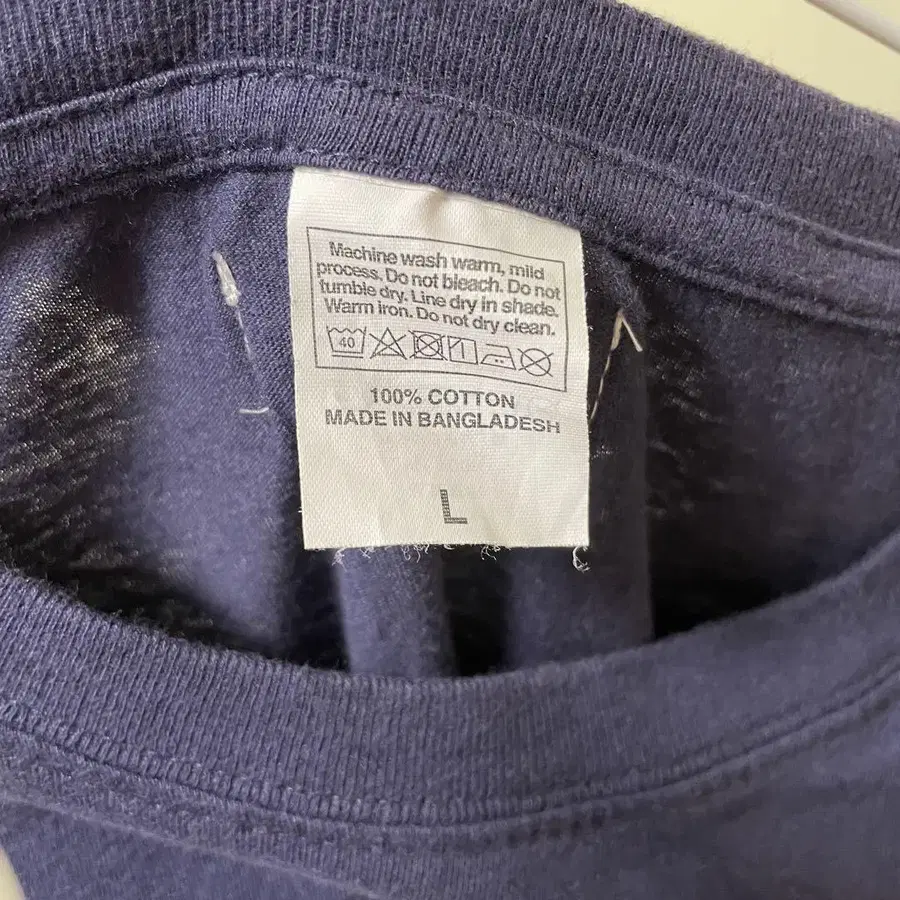 Machine wash warm, mild
process. Do not bleach. Do not
tumble dry. Line dry in shade.
Warm iron. Do not dry clean.
40
100% COTTON
MADE IN BANGLADESH
L